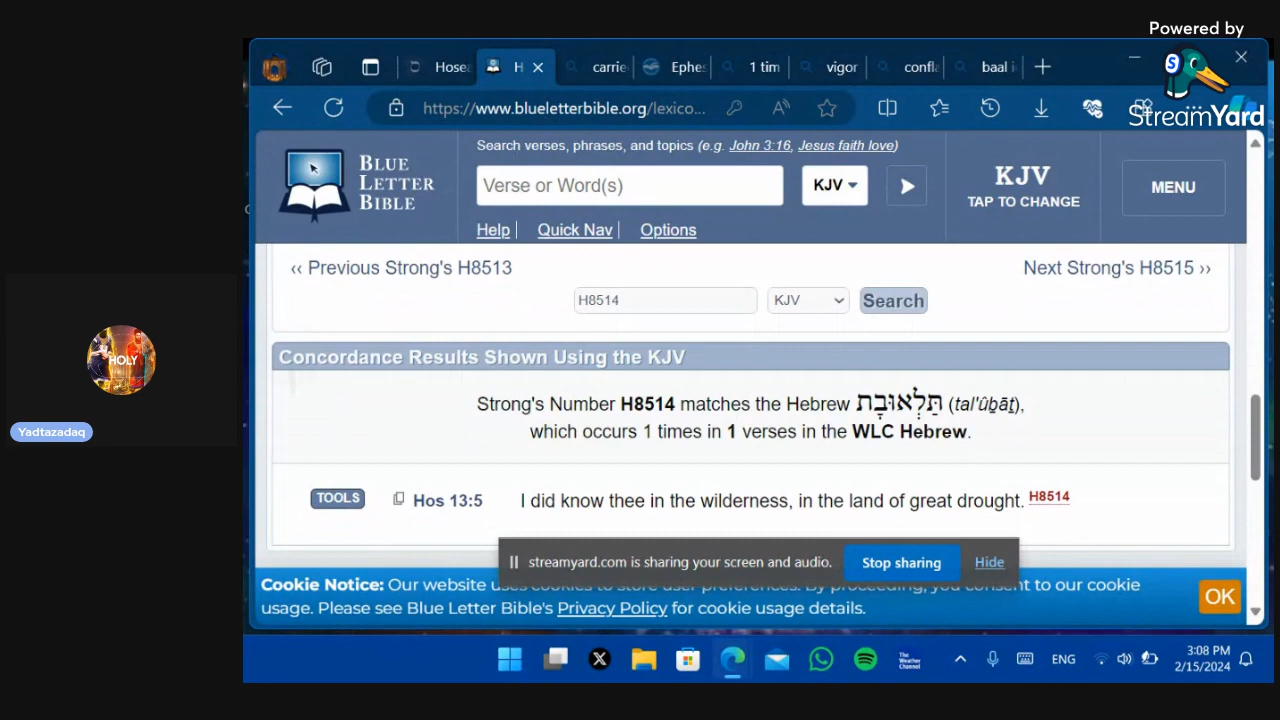 Powered by
StreamYard
Hosea
H
carrie
Ephes
1 tim
vigor
confla
baal i
https://www.blueletterbible.org/lexico...
BLUE
LETTER
BIBLE
Search verses, phrases, and topics (e.g. John 3:16, Jesus faith love)
Verse or Word(s)
KJV
KJV
TAP TO CHANGE
MENU
Help
Quick Nav
Options
‹‹ Previous Strong's H8513
Next Strong's H8515 ››
H8514
KJV
Search
Concordance Results Shown Using the KJV
Strong's Number H8514 matches the Hebrew תַּלְאוּבָת (tal'ûḇāṯ),
which occurs 1 times in 1 verses in the WLC Hebrew.
TOOLS
Hos 13:5
I did know thee in the wilderness, in the land of great drought. H8514
streamyard.com is sharing your screen and audio.
Stop sharing
Hide
Cookie Notice: Our website uses cookies to store user preferences. By proceeding, you consent to our cookie
usage. Please see Blue Letter Bible's Privacy Policy for cookie usage details.
OK
HOLY
Yadtazadaq
The
Weather
Channel
ENG
3:08 PM
2/15/2024